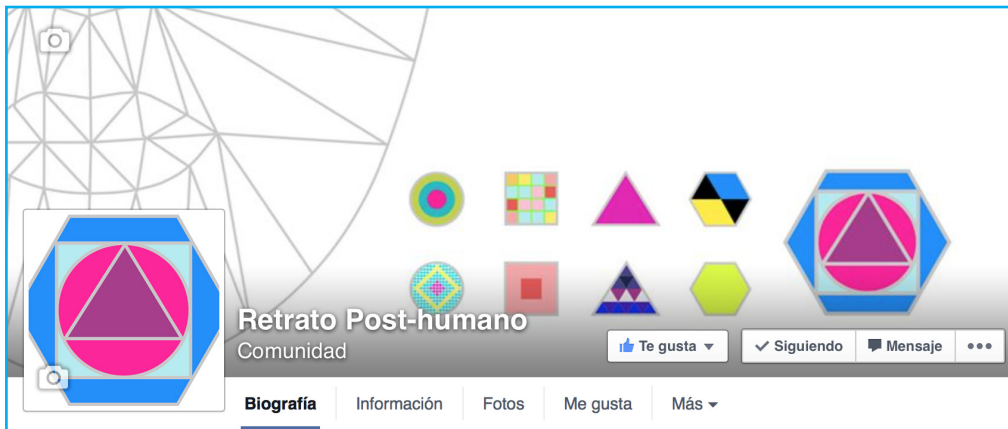 Retrato Post-humano
Comunidad
Te gusta
Siguiendo
Mensaje
Biografía
Información
Fotos
Me gusta
Más